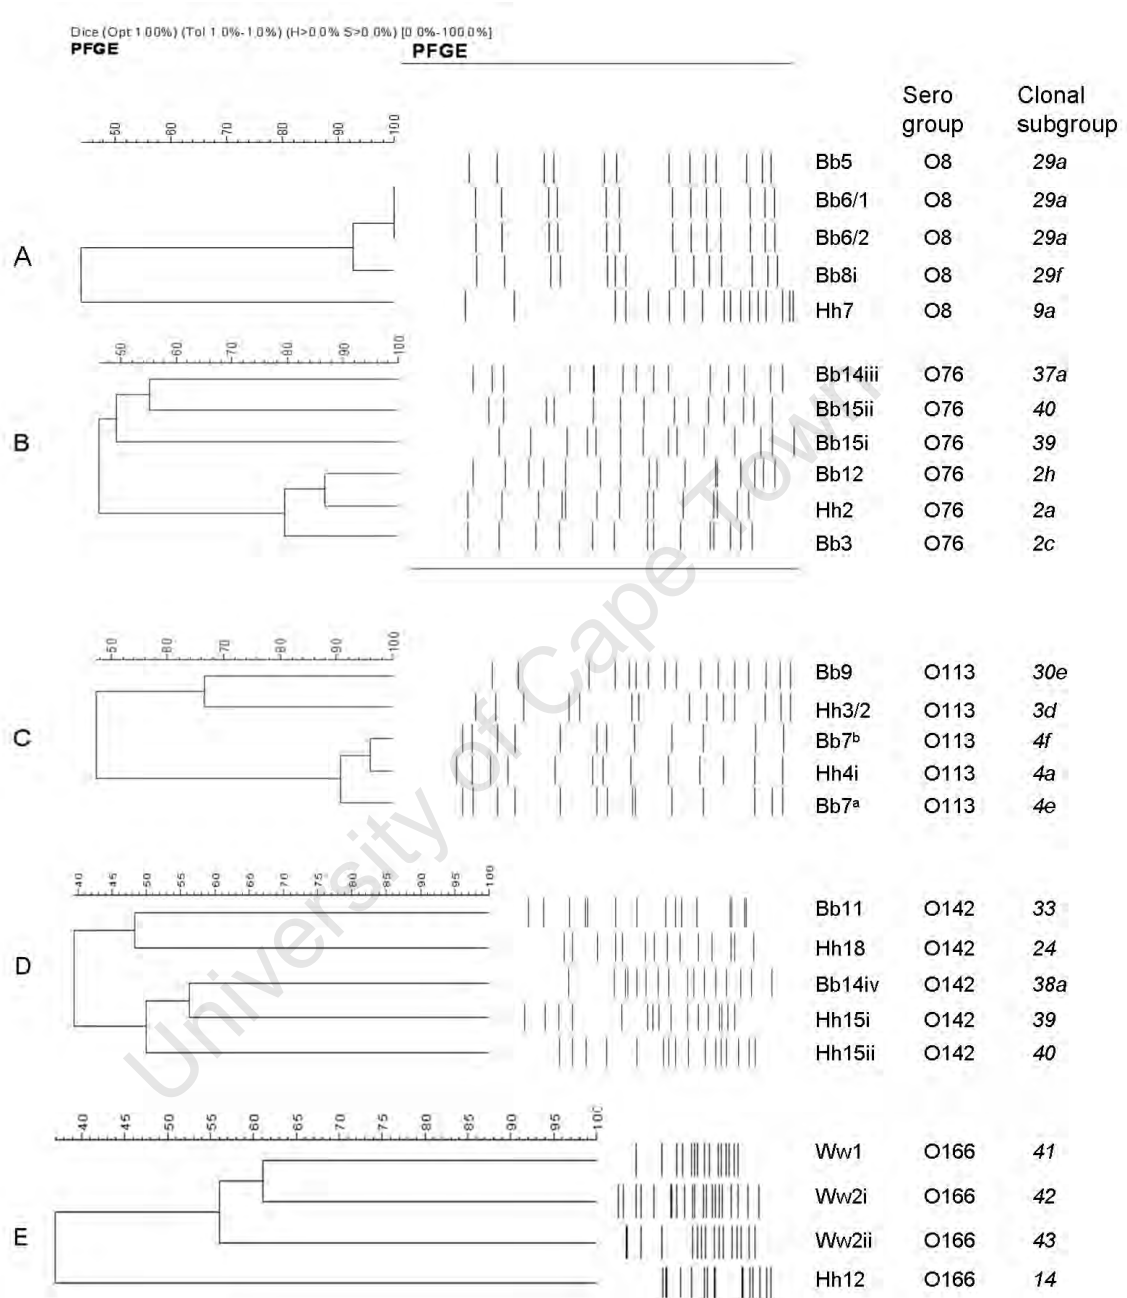 Dice (Opt:1.00%) (Tol 1.0%-1.0%) (H>0.0% S>0.0%) [0.0%-100.0%]
PFGE PFGE
Sero group Clonal subgroup
50 60 70 80 90 100
A
Bb5 O8 29a
Bb6/1 O8 29a
Bb6/2 O8 29a
Bb8i O8 29f
Hh7 O8 9a
50 60 70 80 90 100
B
Bb14iii O76 37a
Bb15ii O76 40
Bb15i O76 39
Bb12 O76 2h
Hh2 O76 2a
Bb3 O76 2c
50 60 70 80 90 100
C
Bb9 O113 30e
Hh3/2 O113 3d
Bb7ᵇ O113 4f
Hh4i O113 4a
Bb7ᵃ O113 4e
40 45 50 55 60 65 70 75 80 85 90 95 100
D
Bb11 O142 33
Hh18 O142 24
Bb14iv O142 38a
Hh15i O142 39
Hh15ii O142 40
40 45 50 55 60 65 70 75 80 85 90 95 100
E
Ww1 O166 41
Ww2i O166 42
Ww2ii O166 43
Hh12 O166 14
University of Cape Town